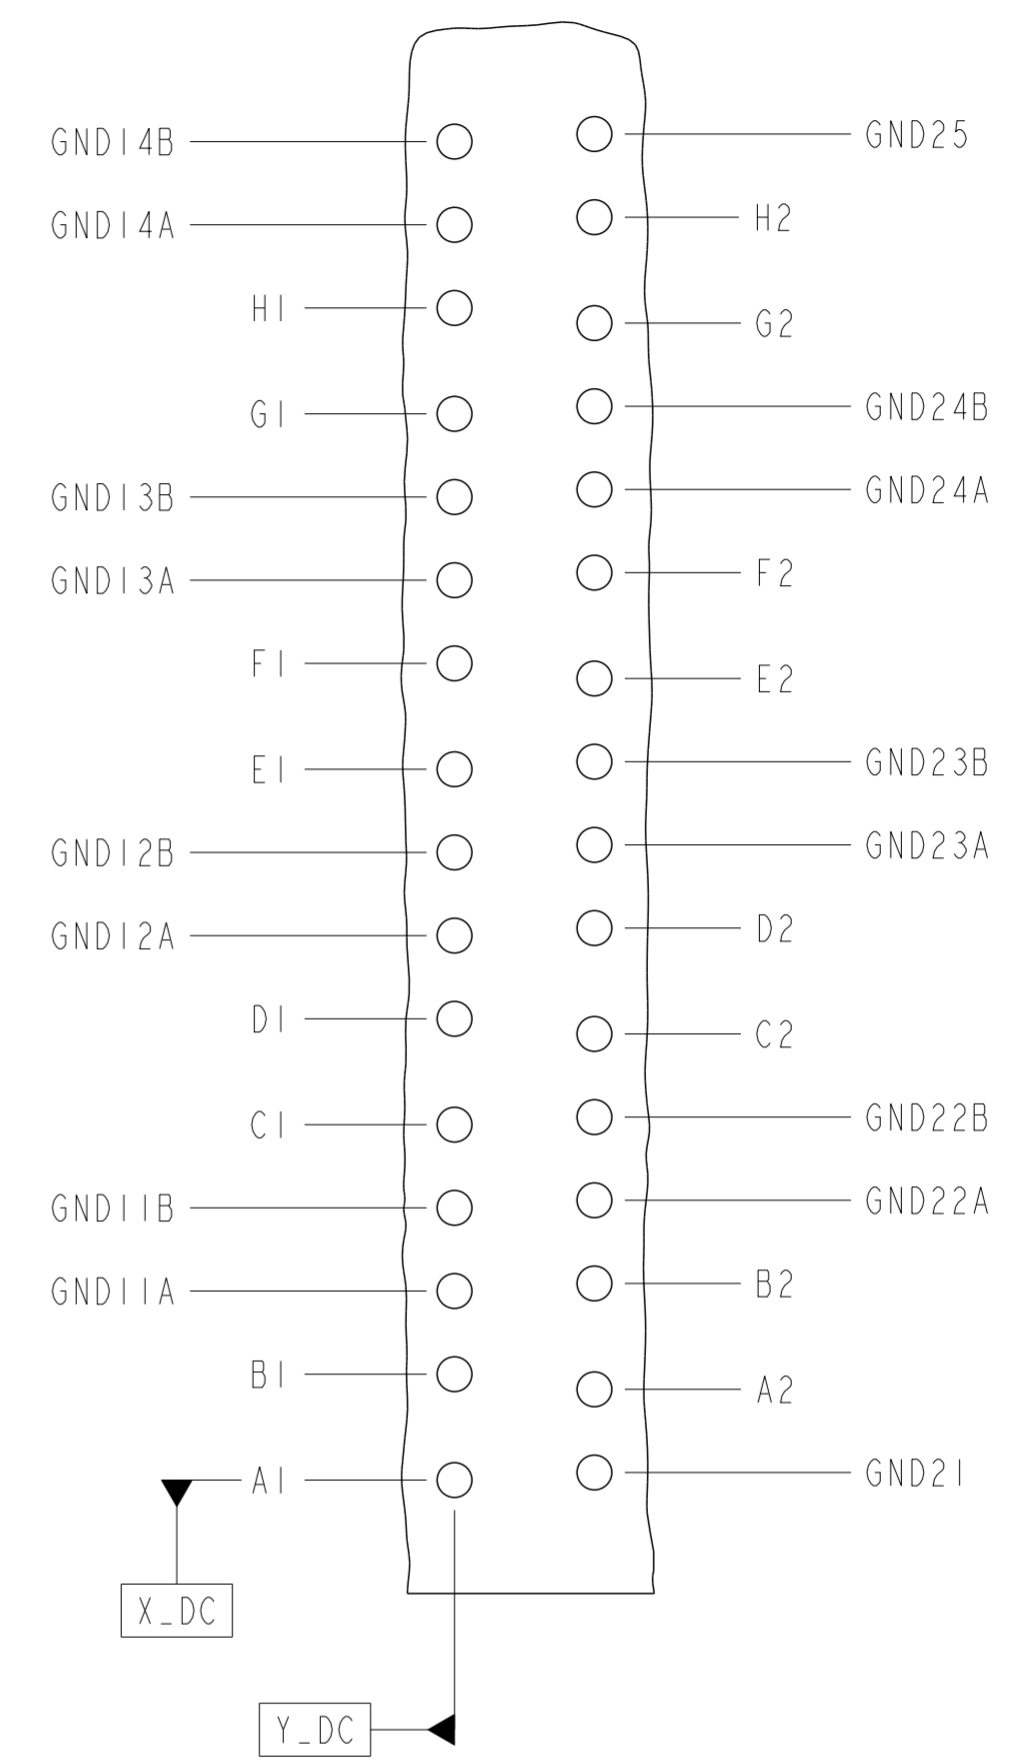 GND14B
GND25
GND14A
H2
H1
G2
G1
GND24B
GND13B
GND24A
GND13A
F2
F1
E2
E1
GND23B
GND12B
GND23A
GND12A
D2
D1
C2
C1
GND22B
GND11B
GND22A
GND11A
B2
B1
A2
A1
GND21
X_DC
Y_DC